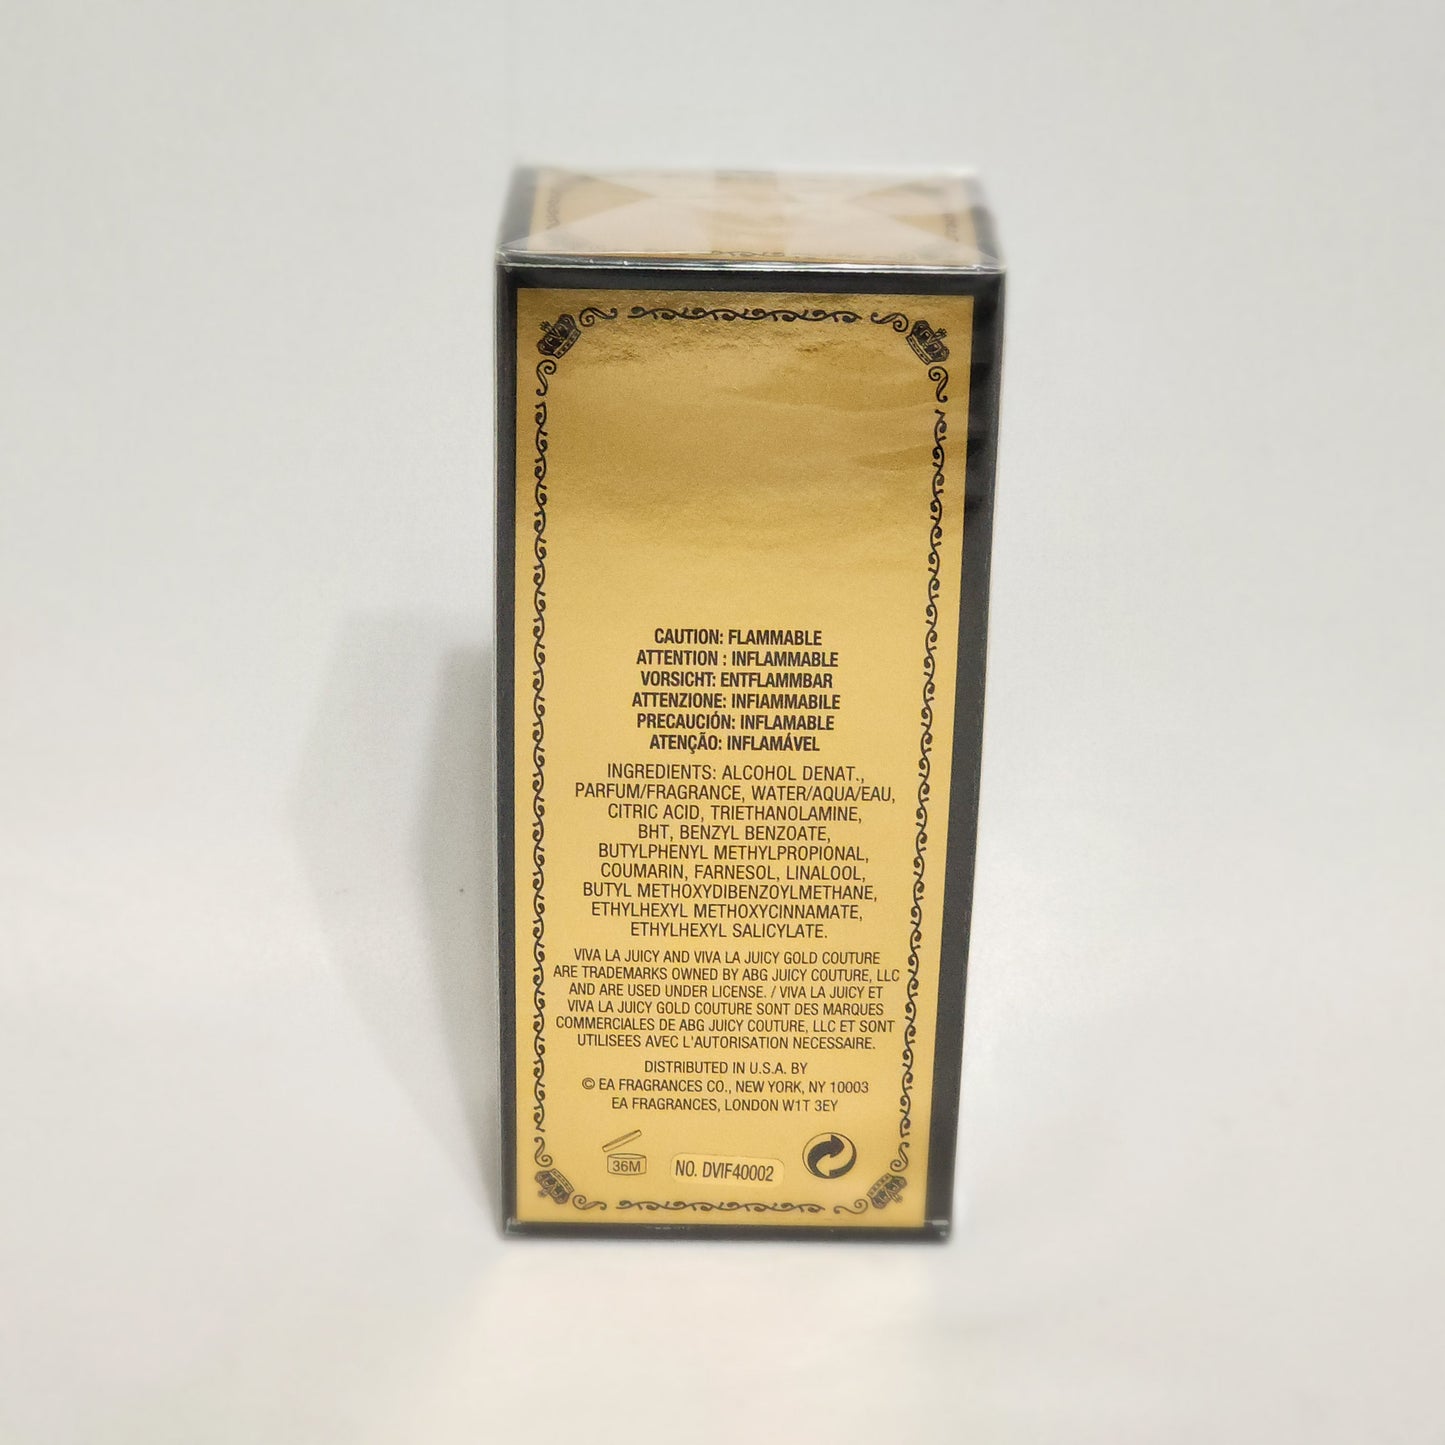 CAUTION: FLAMMABLE
ATTENTION : INFLAMMABLE
VORSICHT: ENTFLAMMBAR
ATTENZIONE: INFIAMMABILE
PRECAUCIÓN: INFLAMABLE
ATENÇÃO: INFLAMÁVEL
INGREDIENTS: ALCOHOL DENAT.,
PARFUM/FRAGRANCE, WATER/AQUA/EAU,
CITRIC ACID, TRIETHANOLAMINE,
BHT, BENZYL BENZOATE,
BUTYLPHENYL METHYLPROPIONAL,
COUMARIN, FARNESOL, LINALOOL,
BUTYL METHOXYDIBENZOYLMETHANE,
ETHYLHEXYL METHOXYCINNAMATE,
ETHYLHEXYL SALICYLATE.
VIVA LA JUICY AND VIVA LA JUICY GOLD COUTURE
ARE TRADEMARKS OWNED BY ABG JUICY COUTURE, LLC
AND ARE USED UNDER LICENSE. / VIVA LA JUICY ET
VIVA LA JUICY GOLD COUTURE SONT DES MARQUES
COMMERCIALES DE ABG JUICY COUTURE, LLC ET SONT
UTILISEES AVEC L'AUTORISATION NECESSAIRE.
DISTRIBUTED IN U.S.A. BY
© EA FRAGRANCES CO., NEW YORK, NY 10003
EA FRAGRANCES, LONDON W1T 3EY
36M
NO. DVIF40002